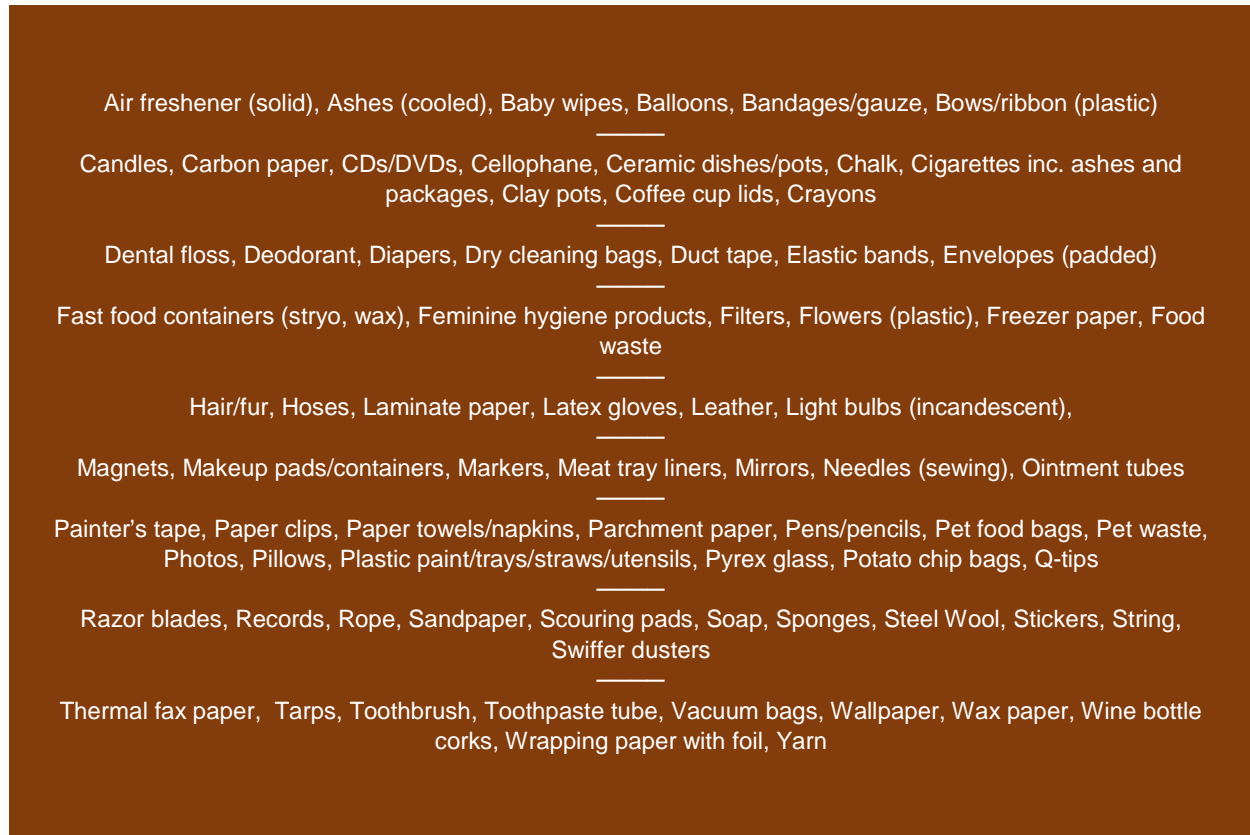 Air freshener (solid), Ashes (cooled), Baby wipes, Balloons, Bandages/gauze, Bows/ribbon (plastic)
Candles, Carbon paper, CDs/DVDs, Cellophane, Ceramic dishes/pots, Chalk, Cigarettes inc. ashes and
packages, Clay pots, Coffee cup lids, Crayons
Dental floss, Deodorant, Diapers, Dry cleaning bags, Duct tape, Elastic bands, Envelopes (padded)
Fast food containers (stryo, wax), Feminine hygiene products, Filters, Flowers (plastic), Freezer paper, Food
waste
Hair/fur, Hoses, Laminate paper, Latex gloves, Leather, Light bulbs (incandescent),
Magnets, Makeup pads/containers, Markers, Meat tray liners, Mirrors, Needles (sewing), Ointment tubes
Painter’s tape, Paper clips, Paper towels/napkins, Parchment paper, Pens/pencils, Pet food bags, Pet waste,
Photos, Pillows, Plastic paint/trays/straws/utensils, Pyrex glass, Potato chip bags, Q-tips
Razor blades, Records, Rope, Sandpaper, Scouring pads, Soap, Sponges, Steel Wool, Stickers, String,
Swiffer dusters
Thermal fax paper,  Tarps, Toothbrush, Toothpaste tube, Vacuum bags, Wallpaper, Wax paper, Wine bottle
corks, Wrapping paper with foil, Yarn